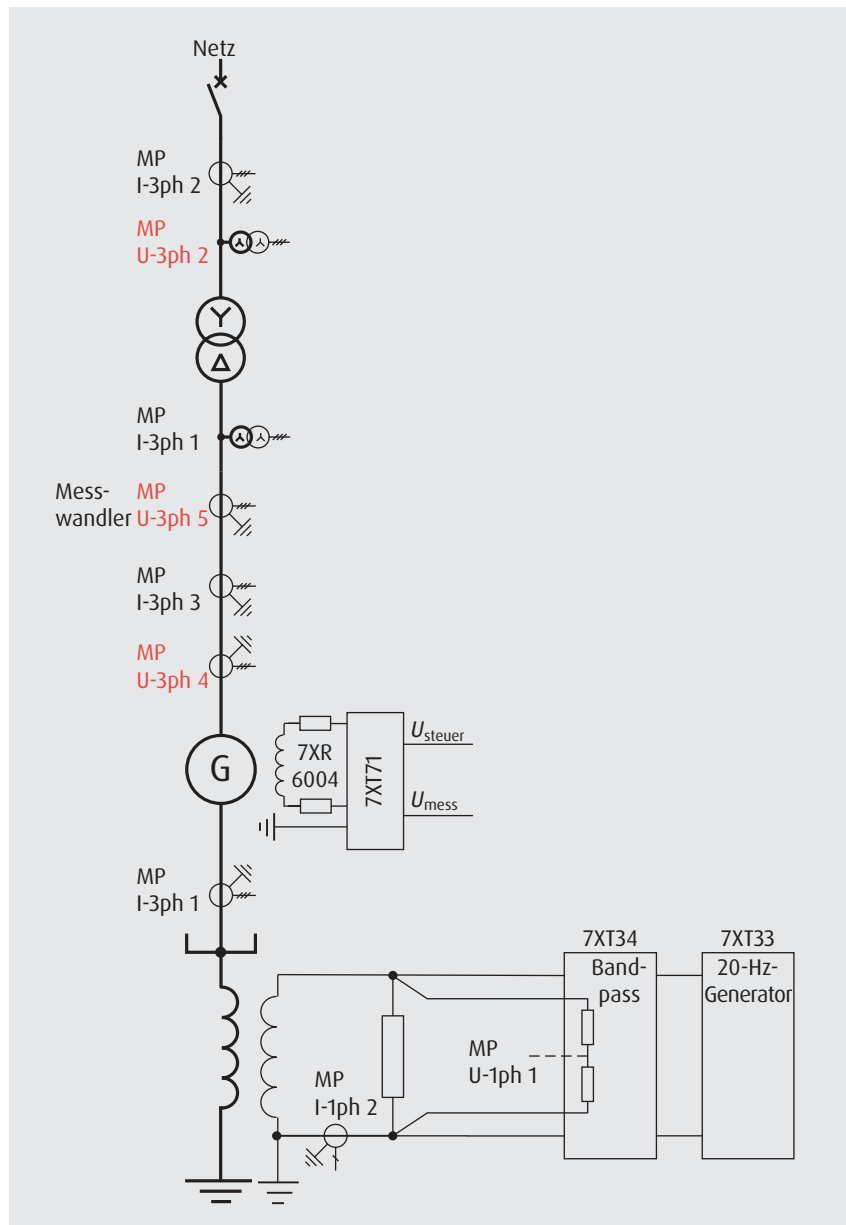 Netz
MP
I-3ph 2
MP
U-3ph 2
MP
I-3ph 1
Mess-
wandler
MP
U-3ph 5
MP
I-3ph 3
MP
U-3ph 4
G
7XR
6004
7XT71
Usteuer
Umess
MP
I-3ph 1
7XT34
Band-
pass
7XT33
20-Hz-
Generator
MP
U-1ph 1
MP
I-1ph 2